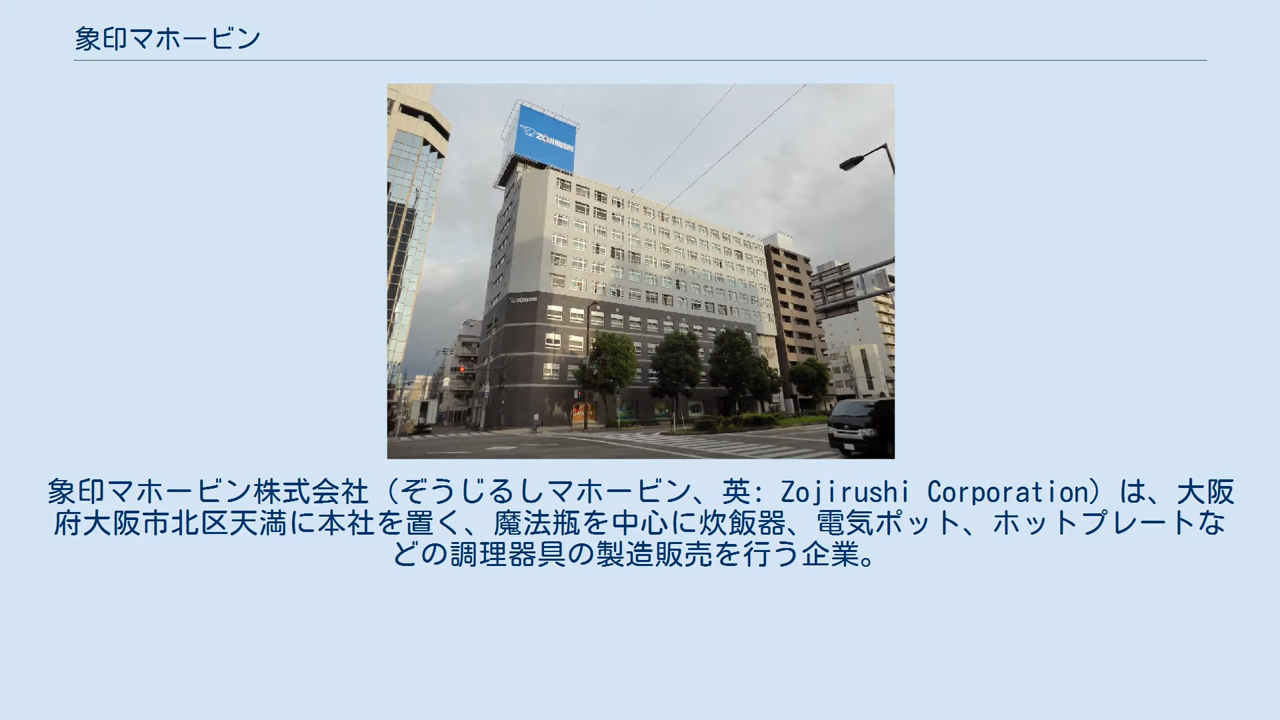 象印マホービン
ZOJIRUSHI
ZOJIRUSHI
象印マホービン株式会社（ぞうじるしマホービン、英: Zojirushi Corporation）は、大阪
府大阪市北区天満に本社を置く、魔法瓶を中心に炊飯器、電気ポット、ホットプレートな
どの調理器具の製造販売を行う企業。